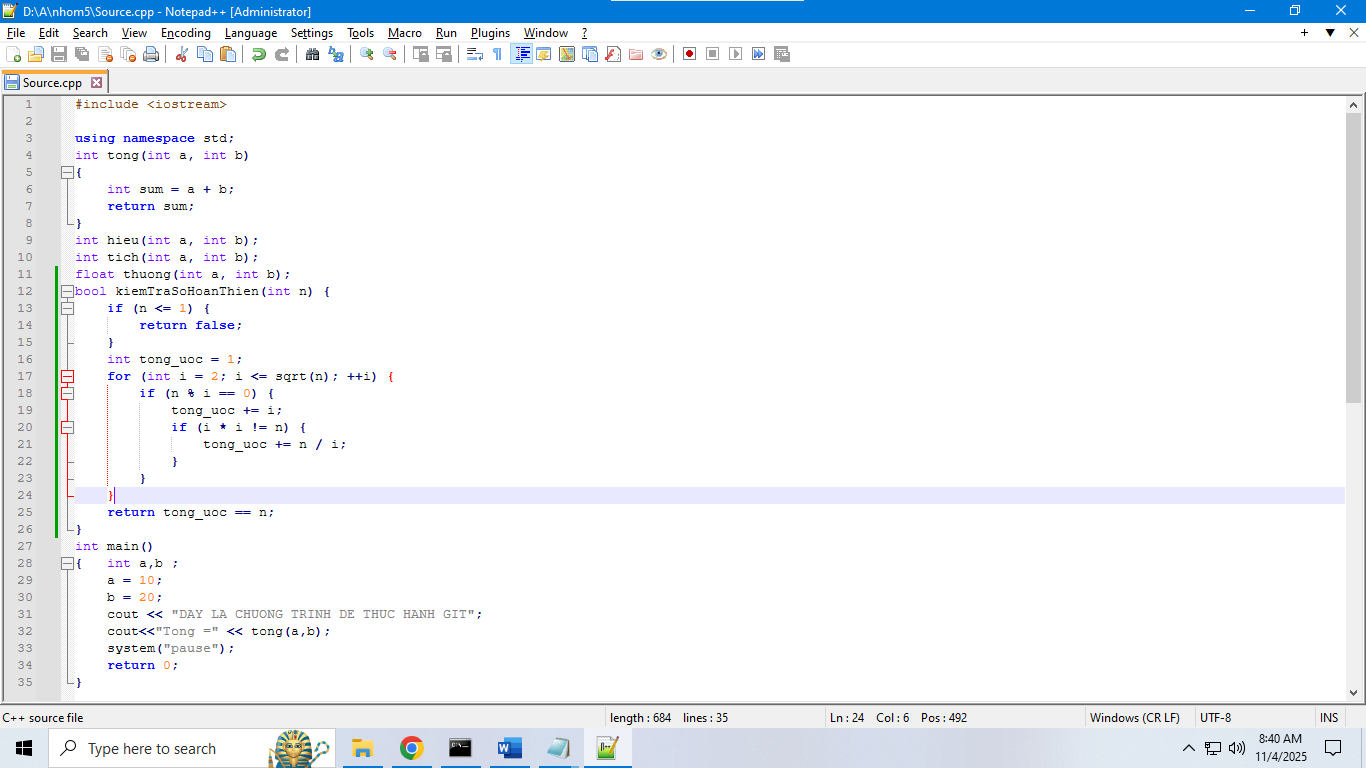 D:\A\nhom5\Source.cpp - Notepad++ [Administrator]
File Edit Search View Encoding Language Settings Tools Macro Run Plugins Window ?
Source.cpp
1 #include <iostream>
2
3 using namespace std;
4 int tong(int a, int b)
5 {
6 int sum = a + b;
7 return sum;
8 }
9 int hieu(int a, int b);
10 int tich(int a, int b);
11 float thuong(int a, int b);
12 bool kiemTraSoHoanThien(int n) {
13 if (n <= 1) {
14 return false;
15 }
16 int tong_uoc = 1;
17 for (int i = 2; i <= sqrt(n); ++i) {
18 if (n % i == 0) {
19 tong_uoc += i;
20 if (i * i != n) {
21 tong_uoc += n / i;
22 }
23 }
24 }
25 return tong_uoc == n;
26 }
27 int main()
28 { int a,b ;
29 a = 10;
30 b = 20;
31 cout << "DAY LA CHUONG TRINH DE THUC HANH GIT";
32 cout<<"Tong =" << tong(a,b);
33 system("pause");
34 return 0;
35 }
C++ source file length : 684 lines : 35 Ln : 24 Col : 6 Pos : 492 Windows (CR LF) UTF-8 INS
Type here to search
8:40 AM
11/4/2025